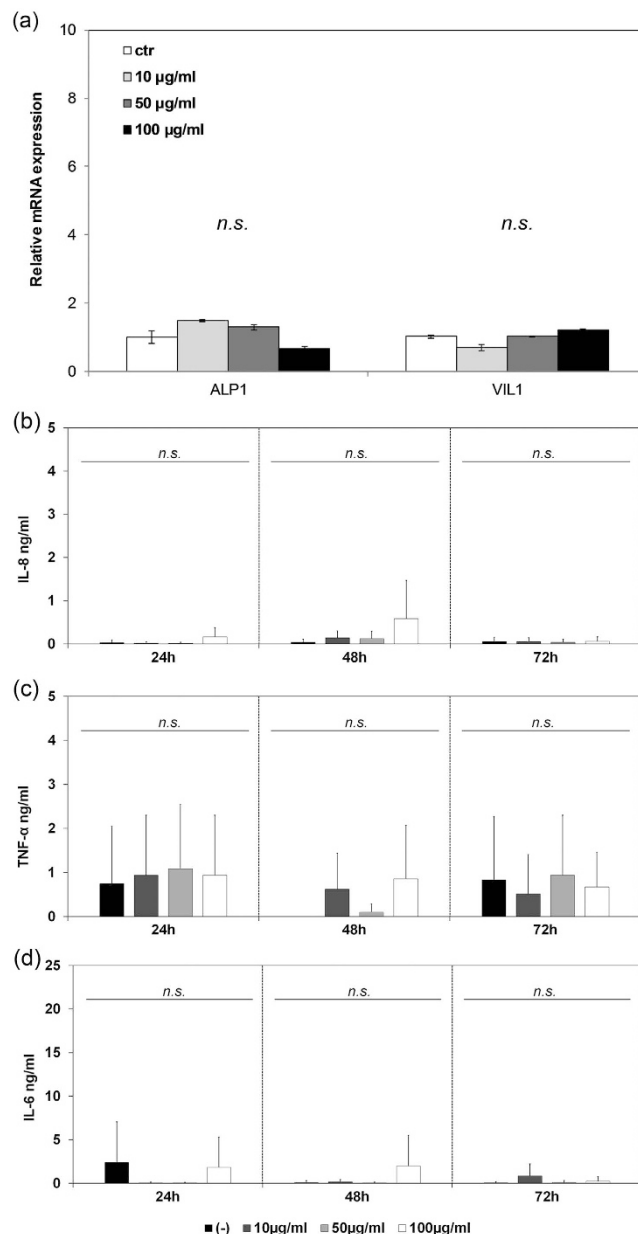 (a)
10
ctr
10 µg/ml
50 µg/ml
100 µg/ml
8
6
4
2
0
Relative mRNA expression
n.s. n.s.
ALP1 VIL1
(b)
5
4
3
2
1
0
IL-8 ng/ml
n.s. n.s. n.s.
24h 48h 72h
(c)
5
4
3
2
1
0
TNF-α ng/ml
n.s. n.s. n.s.
24h 48h 72h
(d)
25
20
15
10
5
0
IL-6 ng/ml
n.s. n.s. n.s.
24h 48h 72h
(-) 10µg/ml 50µg/ml 100µg/ml